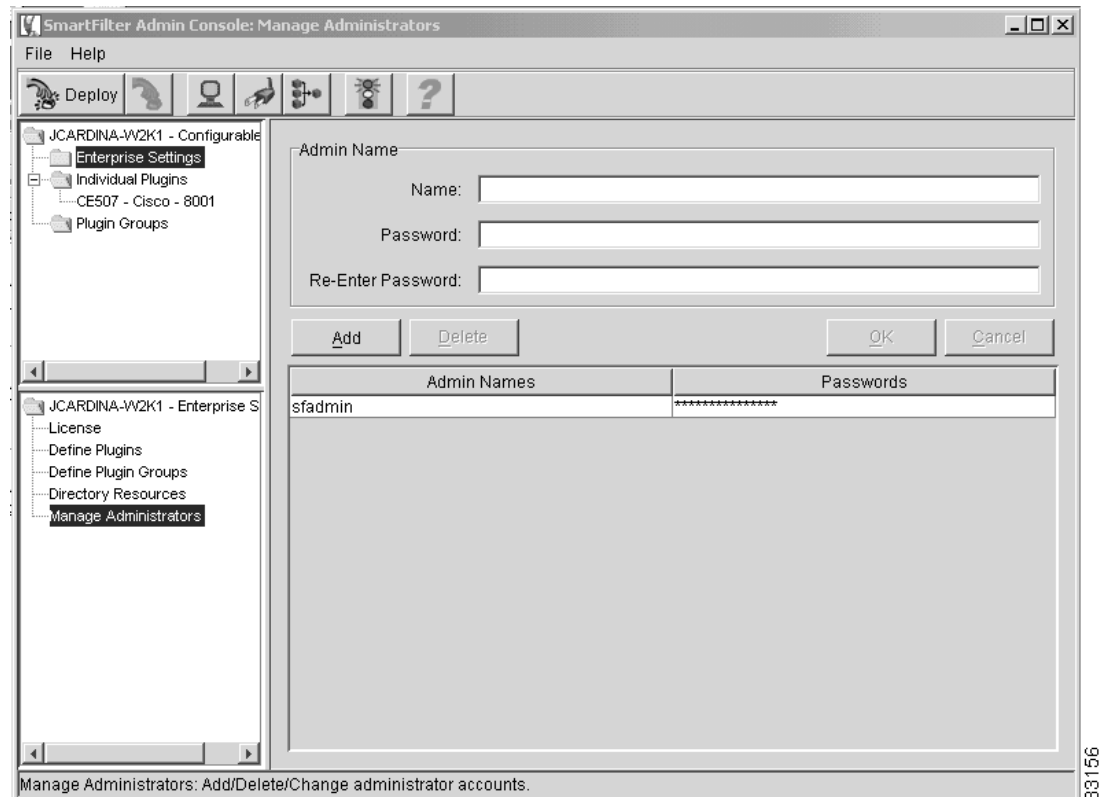 SmartFilter Admin Console: Manage Administrators
File Help
Deploy
JCARDINA-W2K1 - Configurable
Enterprise Settings
Individual Plugins
CE507 - Cisco - 8001
Plugin Groups
Admin Name
Name:
Password:
Re-Enter Password:
Add Delete OK Cancel
Admin Names Passwords
sfadmin ***************
JCARDINA-W2K1 - Enterprise S
License
Define Plugins
Define Plugin Groups
Directory Resources
Manage Administrators
Manage Administrators: Add/Delete/Change administrator accounts.
83156